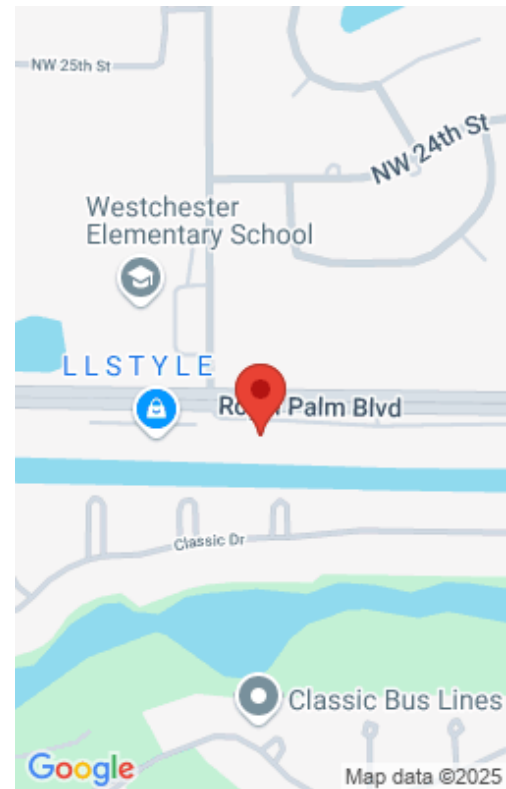 NW 25th St
NW 24th St
Westchester
Elementary School
LLSTYLE
Palm Blvd
Classic Dr
Classic Bus Lines
Google
Map data ©2025